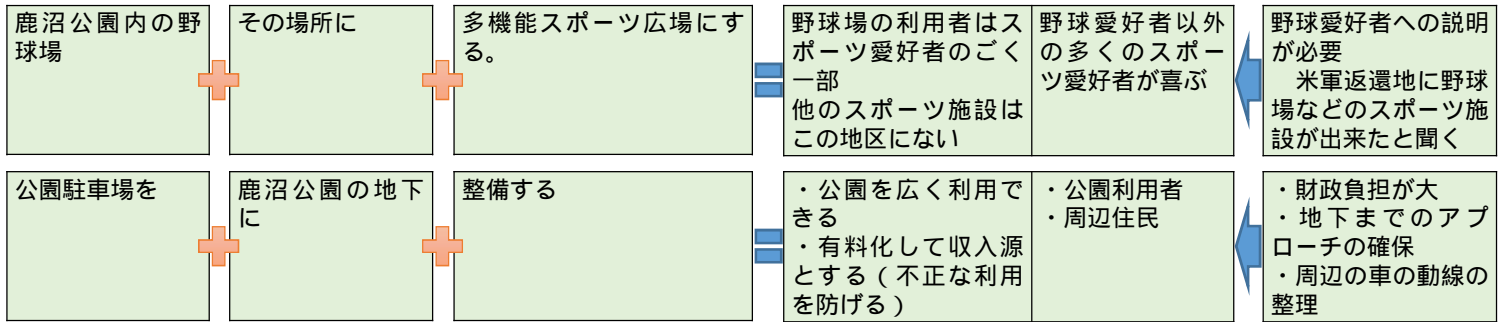 鹿沼公園内の野
球場
その場所に
多機能スポーツ広場にす
る。
野球場の利用者はス
ポーツ愛好者のごく
一部
他のスポーツ施設は
この地区にない
野球愛好者以外
の多くのスポー
ツ愛好者が喜ぶ
野球愛好者への説明
が必要
　米軍返還地に野球
場などのスポーツ施
設が出来たと聞く
公園駐車場を
鹿沼公園の地下
に
整備する
・公園を広く利用で
きる
・有料化して収入源
とする（不正な利用
を防げる）
・公園利用者
・周辺住民
・財政負担が大
・地下までのアプ
ローチの確保
・周辺の車の動線の
整理